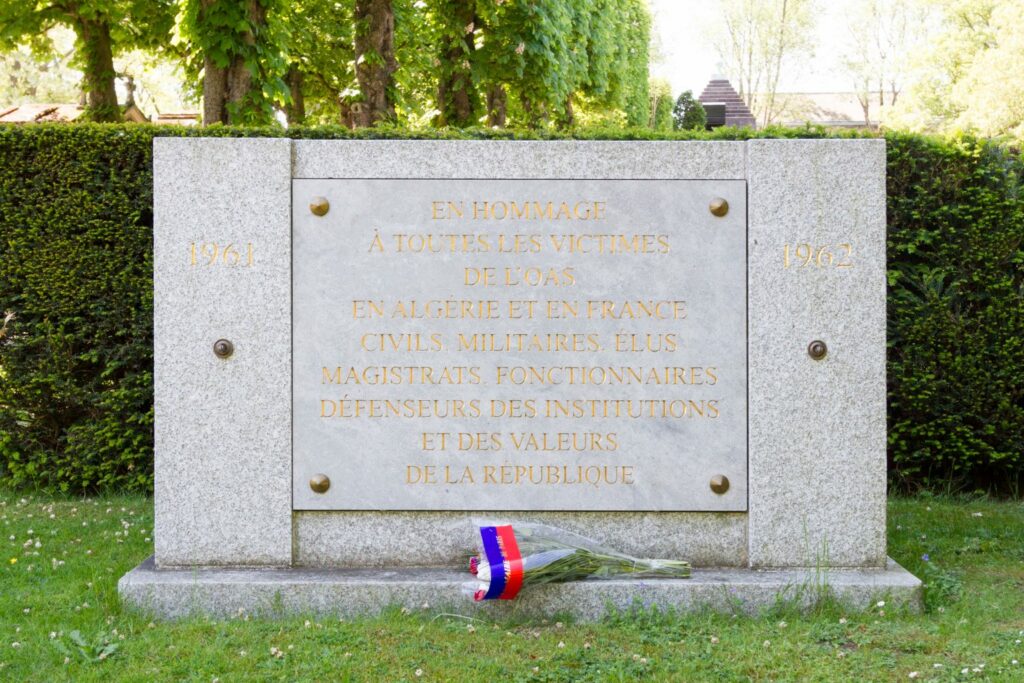 EN HOMMAGE
À TOUTES LES VICTIMES
DE L'OAS
EN ALGÉRIE ET EN FRANCE
CIVILS, MILITAIRES, ÉLUS
MAGISTRATS, FONCTIONNAIRES
DÉFENSEURS DES INSTITUTIONS
ET DES VALEURS
DE LA RÉPUBLIQUE
1961
1962